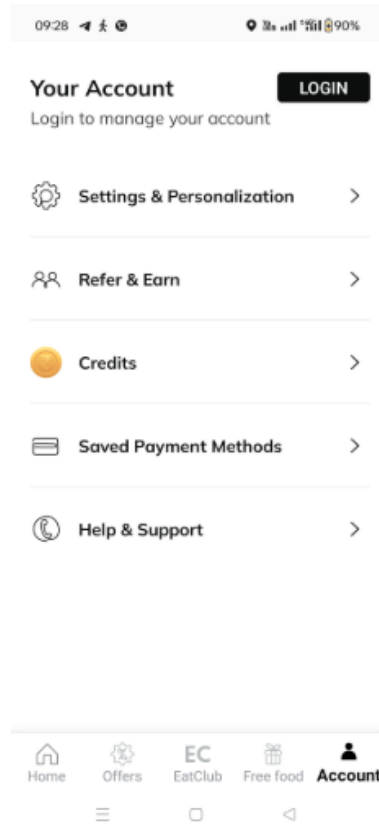 09:28 90%
Your Account
LOGIN
Login to manage your account
Settings & Personalization
Refer & Earn
Credits
Saved Payment Methods
Help & Support
EC
Home Offers EatClub Free food Account